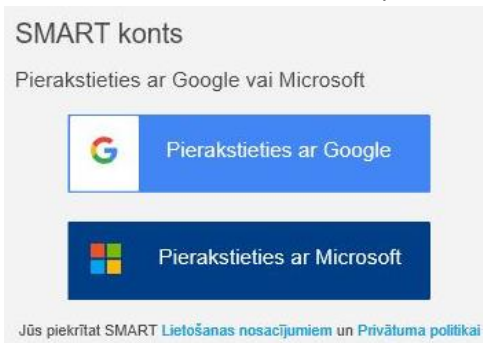 SMART konts
Pierakstieties ar Google vai Microsoft
Pierakstieties ar Google
Pierakstieties ar Microsoft
Jūs piekrītat SMART Lietošanas nosacījumiem un Privātuma politikai